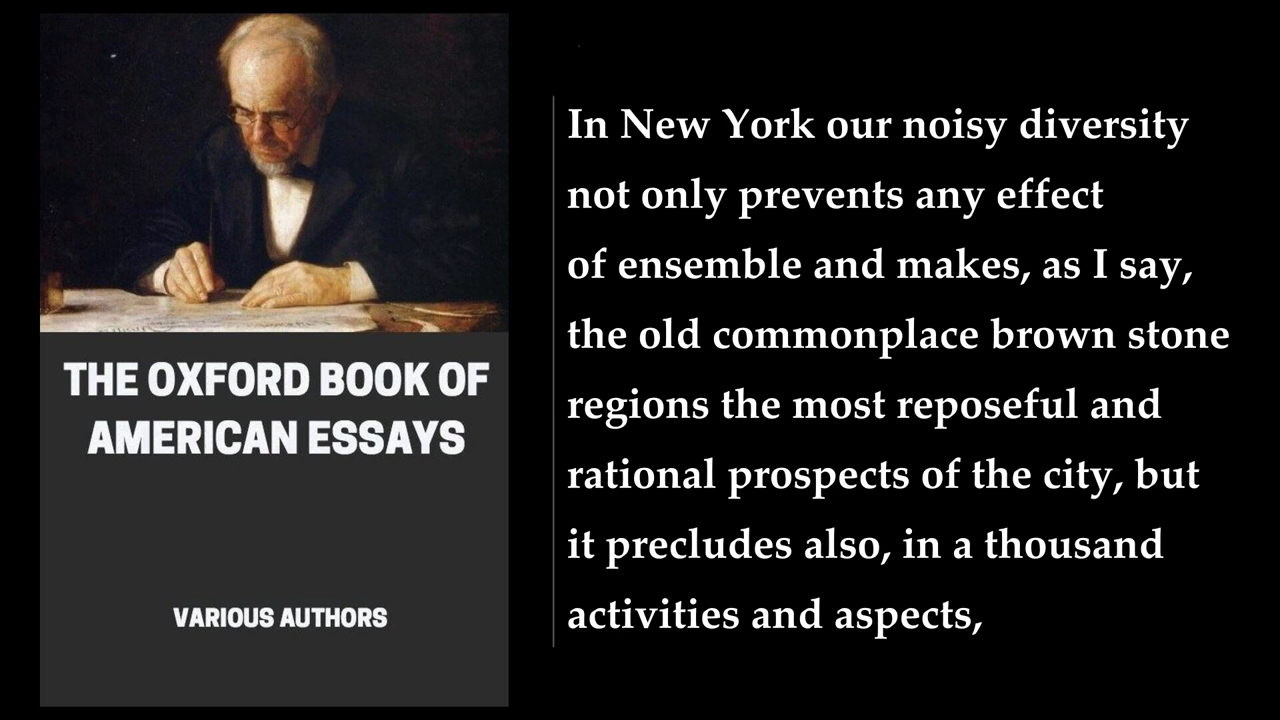 THE OXFORD BOOK OF
AMERICAN ESSAYS
VARIOUS AUTHORS
In New York our noisy diversity
not only prevents any effect
of ensemble and makes, as I say,
the old commonplace brown stone
regions the most reposeful and
rational prospects of the city, but
it precludes also, in a thousand
activities and aspects,